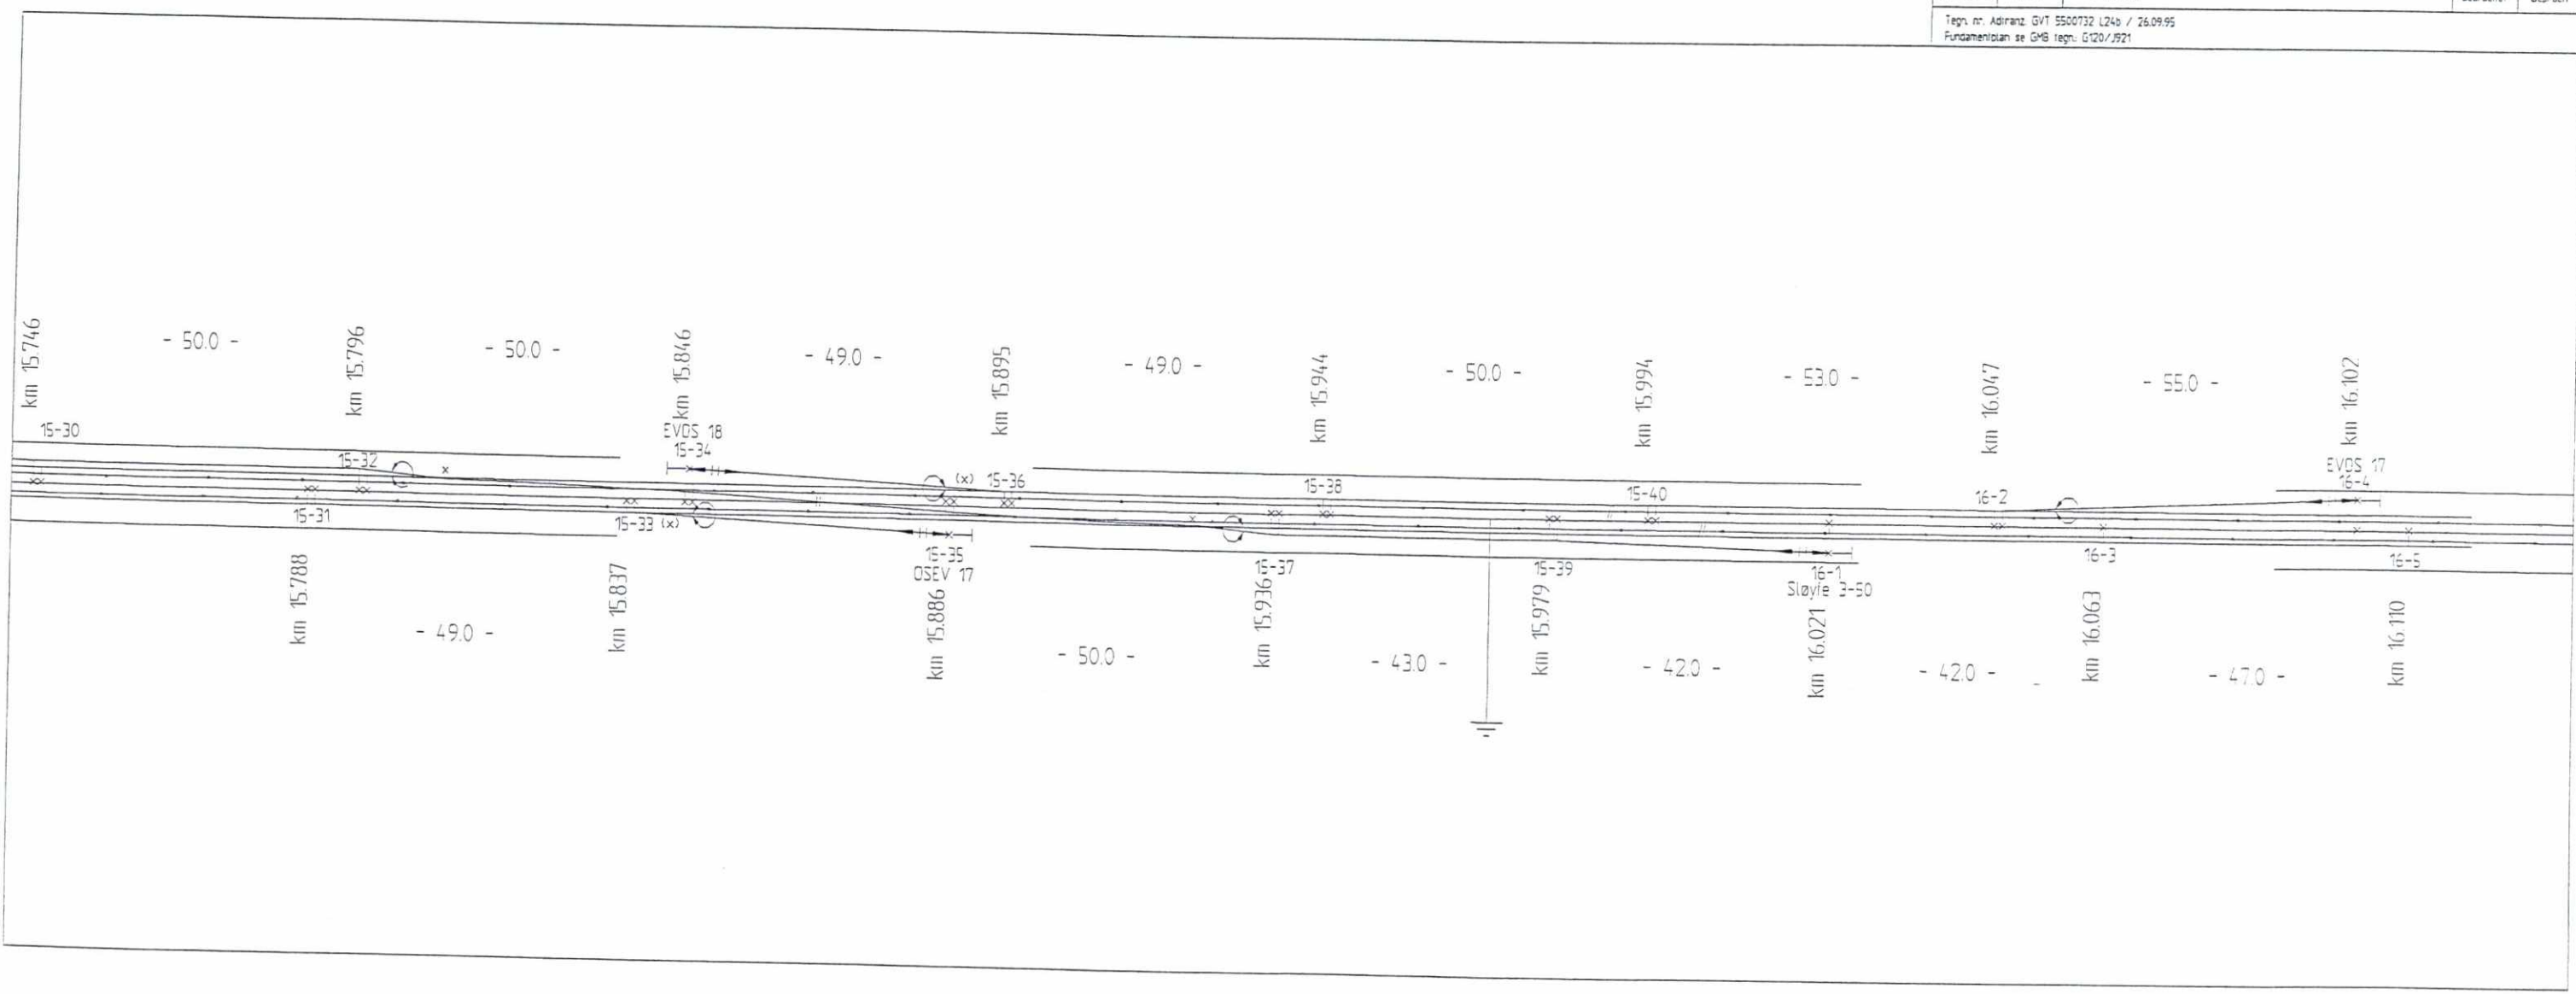 Tegn. nr. Adtranz GVT 5500732 L24b / 26.09.95
Fundamentplan se GMB tegn.: G120/J921
km 15.746
- 50.0 -
km 15.796
- 50.0 -
km 15.846
- 49.0 -
km 15.895
- 49.0 -
km 15.944
- 50.0 -
km 15.994
- 53.0 -
km 16.047
- 55.0 -
km 16.102
15-30
15-32
EVOS 18
15-34
(x)
15-36
15-38
15-40
16-2
EVOS 17
16-4
15-31
15-33 (x)
15-35
OSEV 17
15-37
15-39
16-1
Sløyfe 3-50
16-3
16-5
km 15.788
- 49.0 -
km 15.837
km 15.886
- 50.0 -
km 15.936
- 43.0 -
km 15.979
- 42.0 -
km 16.021
- 42.0 -
km 16.063
- 47.0 -
km 16.110